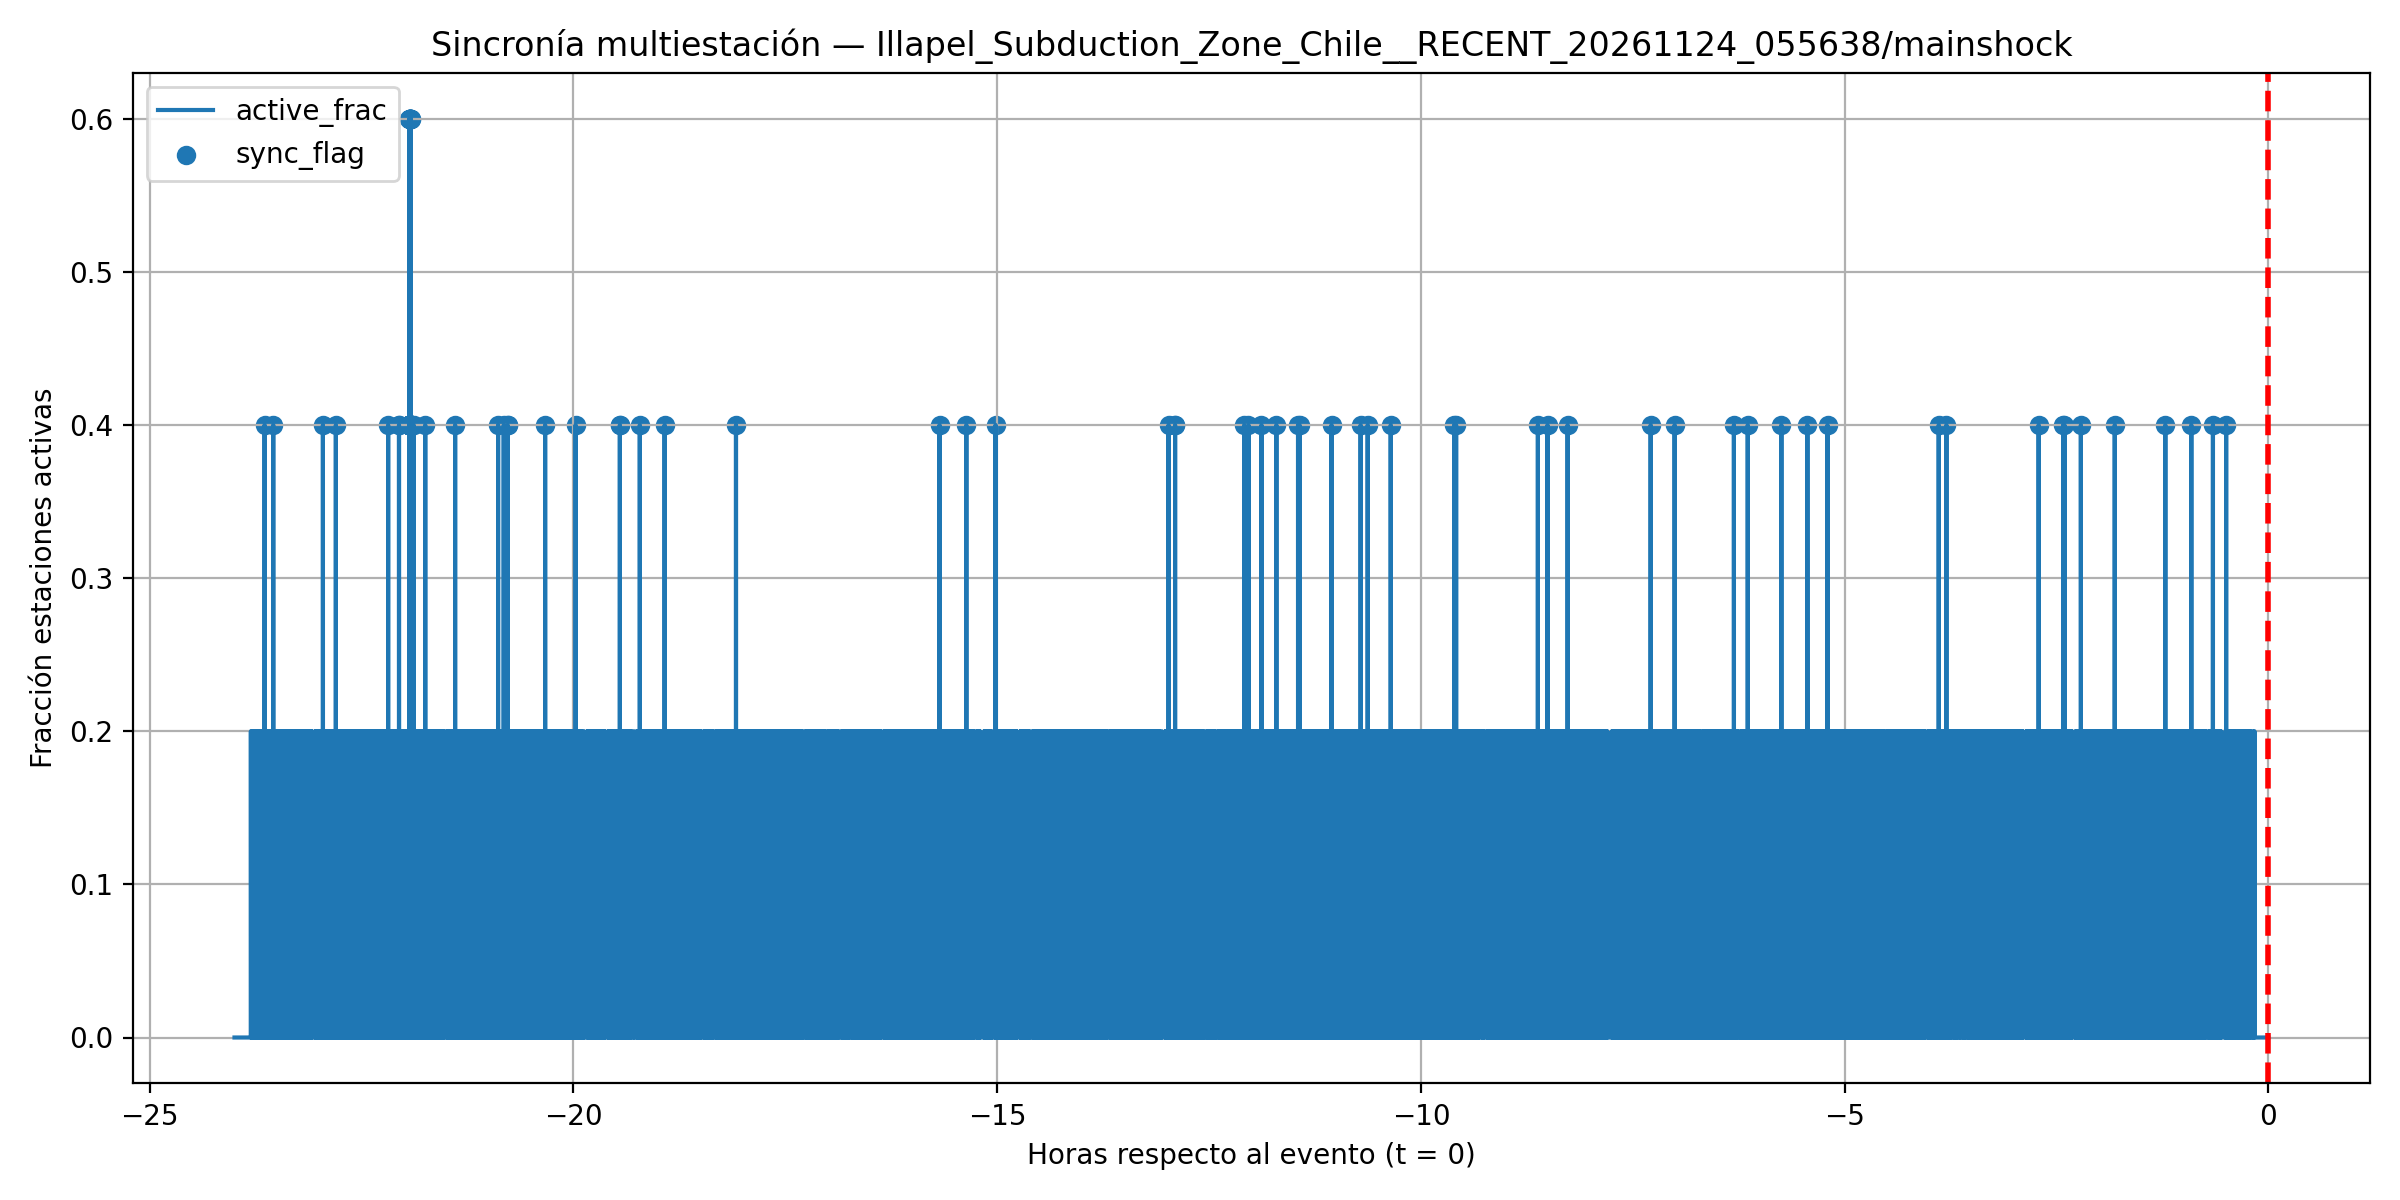 Sincronía multiestación — Illapel_Subduction_Zone_Chile__RECENT_20261124_055638/mainshock
active_frac
sync_flag
Fracción estaciones activas
0.6
0.5
0.4
0.3
0.2
0.1
0.0
−25
−20
−15
−10
−5
0
Horas respecto al evento (t = 0)